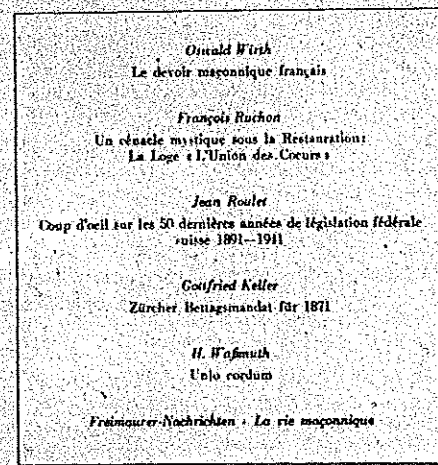 Oswald Wirth
Le devoir maçonnique français
François Ruchon
Un cénacle mystique sous la Restauration:
La Loge « l'Union des Cœurs »
Jean Roulet
Coup d'oeil sur les 50 dernières années de législation fédérale
suisse 1891—1941
Gottfried Keller
Zürcher Bettagsmandat für 1871
H. Waßmuth
Unio cordium
Freimaurer-Nachrichten - La vie maçonnique